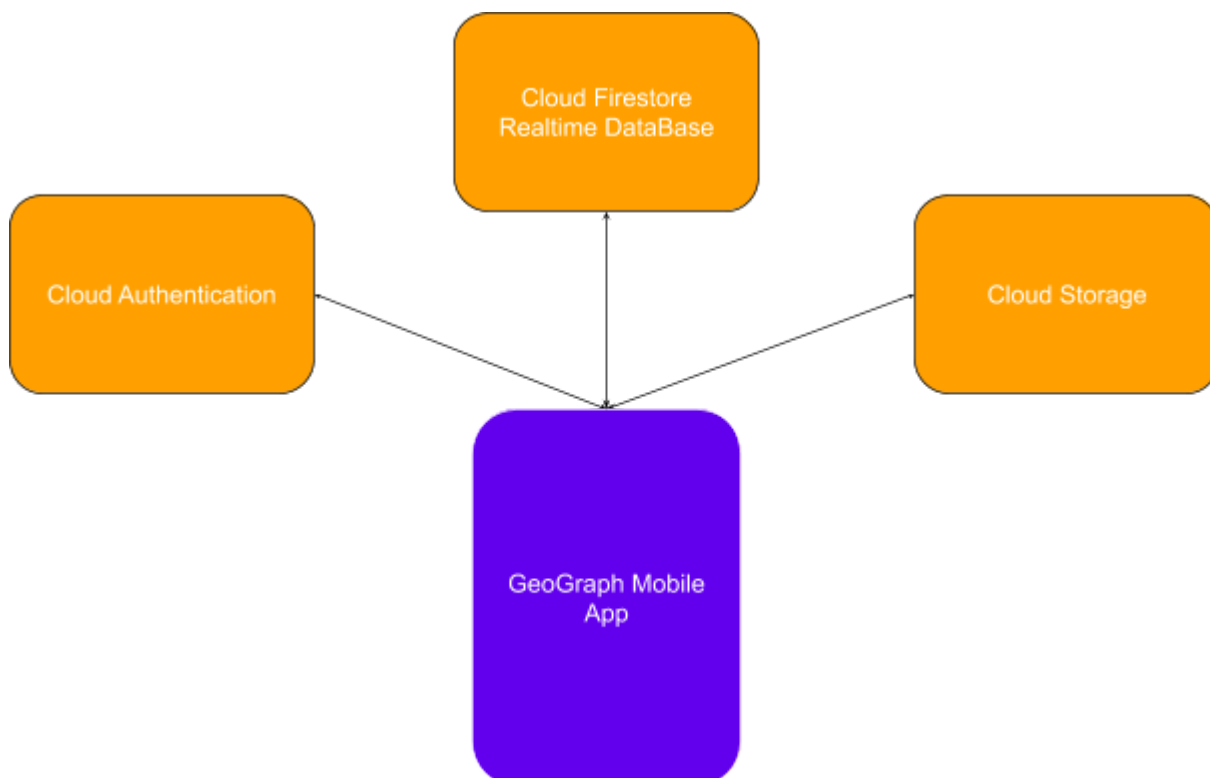 Cloud Firestore
Realtime DataBase
Cloud Authentication
Cloud Storage
GeoGraph Mobile
App